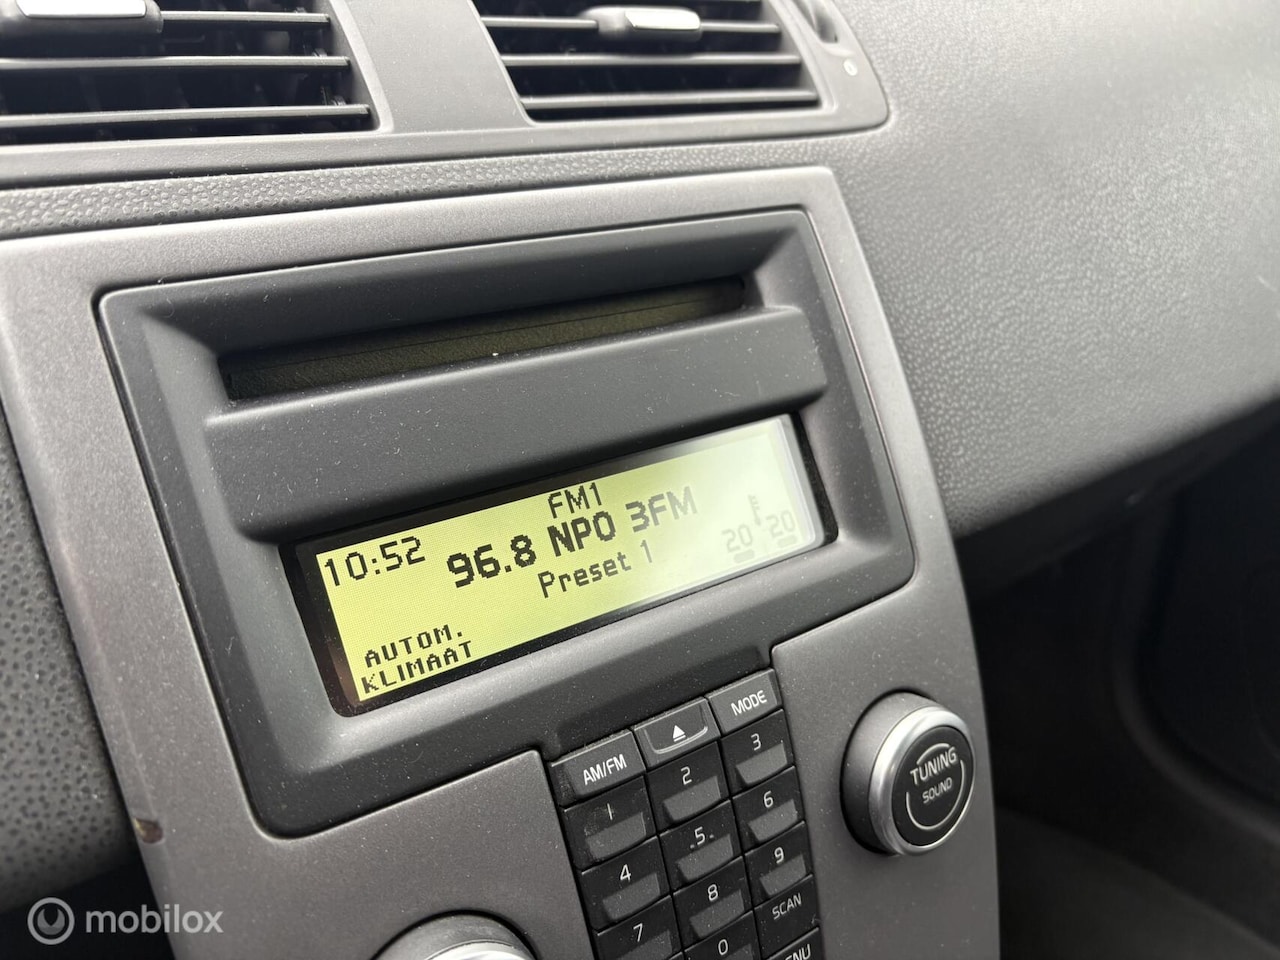 FM1
10:52 96.8 NPO 3FM
Preset 1
20 20
AUTOM.
KLIMAAT
AM/FM MODE
1 2 3
4 .5. 6
7 8 9
0 SCAN
TUNING
SOUND
mobilox